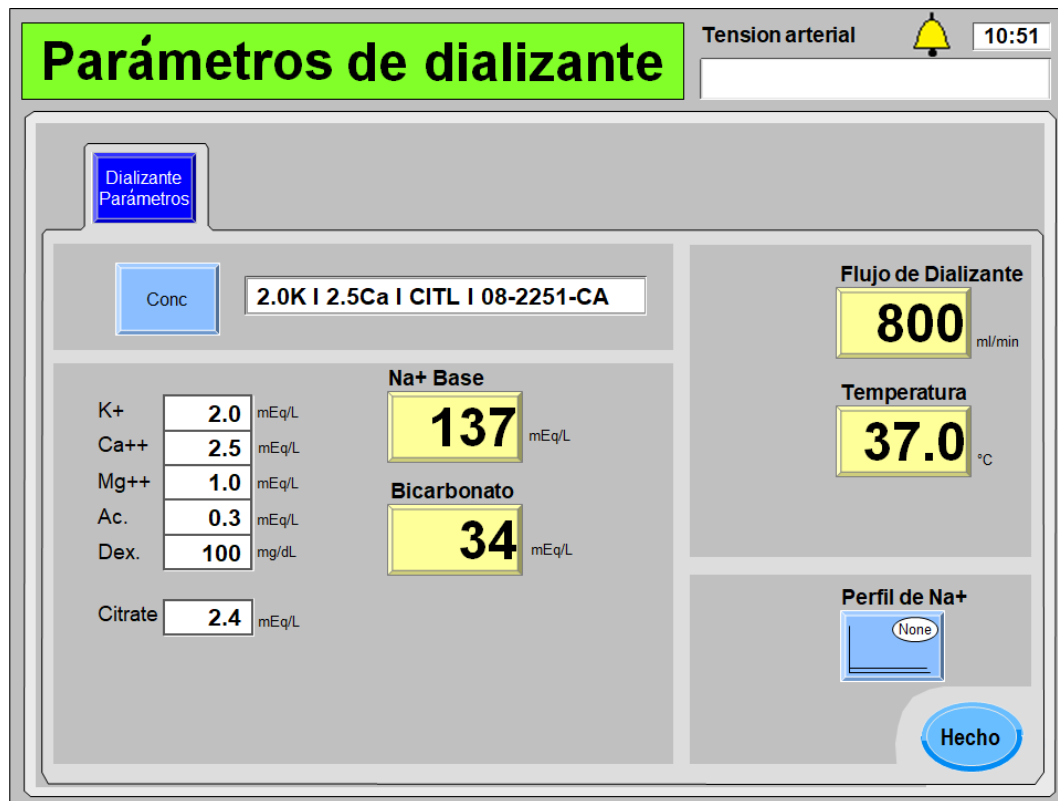 Parámetros de dializante
Tension arterial
10:51
Dializante
Parámetros
Conc
2.0K I 2.5Ca I CITL I 08-2251-CA
K+ 2.0 mEq/L
Ca++ 2.5 mEq/L
Mg++ 1.0 mEq/L
Ac. 0.3 mEq/L
Dex. 100 mg/dL
Citrate 2.4 mEq/L
Na+ Base
137 mEq/L
Bicarbonato
34 mEq/L
Flujo de Dializante
800 ml/min
Temperatura
37.0 °C
Perfil de Na+
None
Hecho